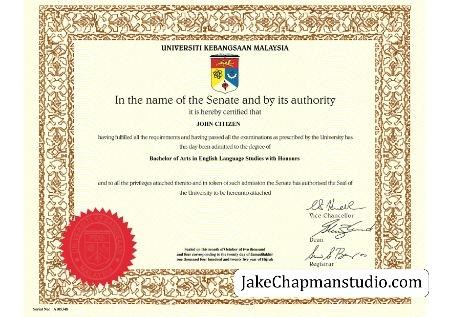 UNIVERSITI KEBANGSAAN MALAYSIA
In the name of the Senate and by its authority
it is hereby certified that
JOHN CITIZEN
having fulfilled all the requirements and having passed all the examinations as prescribed by the University has
this day been admitted to the degree of
Bachelor of Arts in English Language Studies with Honours
and to all the privileges attached thereto and in token of such admission the Senate has authorised the Seal of
the University to be hereunto attached
Vice-Chancellor
Dean
Registrar
Sealed on this month of October of two thousand
and four corresponding to the twenty day of
one thousand four hundred and twenty five year of Hijrah
JakeChapmanstudio.com
Serial No: